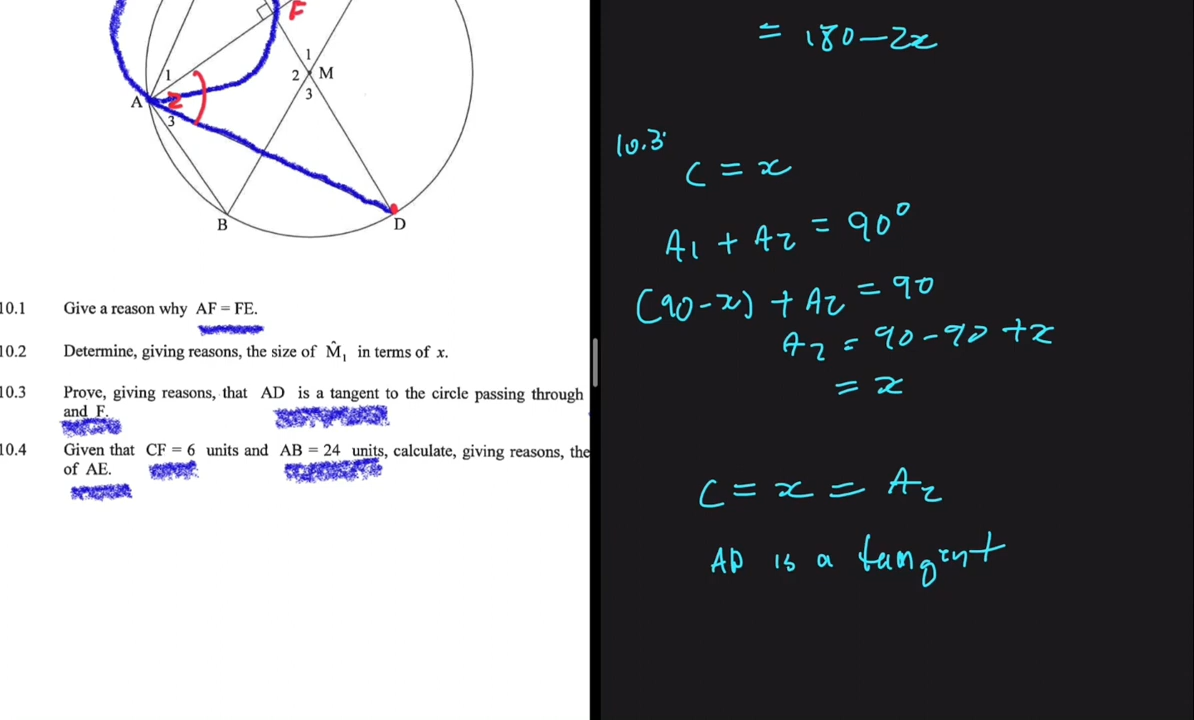 F
1
2 M
3
1
A 2
3
B
D
10.1 Give a reason why AF = FE.
10.2 Determine, giving reasons, the size of M̂₁ in terms of x.
10.3 Prove, giving reasons, that AD is a tangent to the circle passing through
and F.
10.4 Given that CF = 6 units and AB = 24 units, calculate, giving reasons, the
of AE.
= 180-2x
10.3
C = x
A1 + A2 = 90°
(90-x) + A2 = 90
A2 = 90-90+x
= x
C = x = A2
AD is a tangent